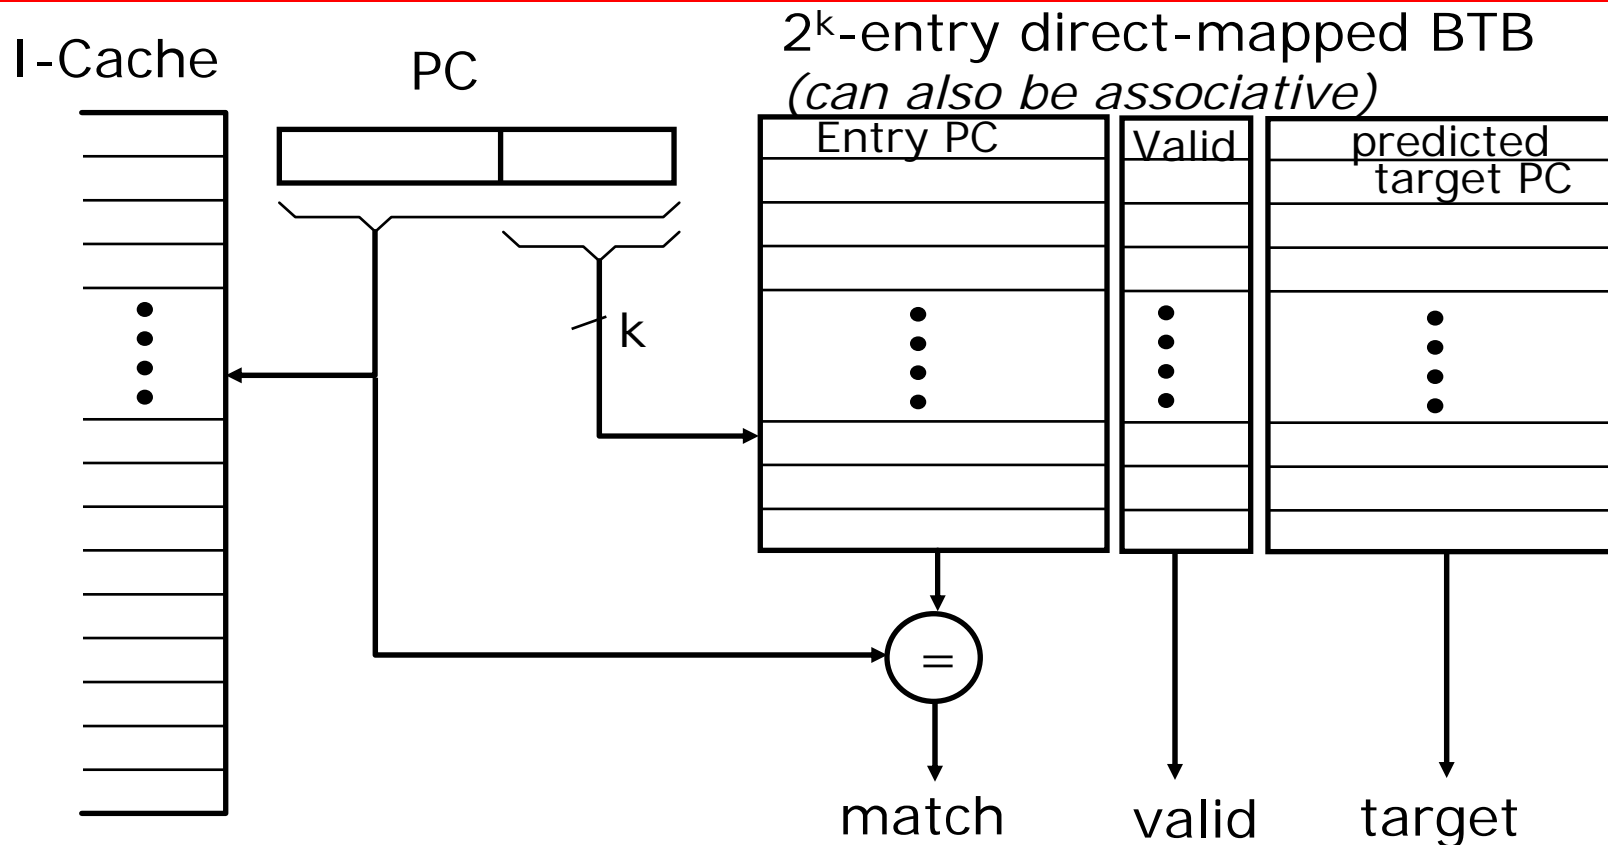 I-Cache
PC
2ᵏ-entry direct-mapped BTB
(can also be associative)
Entry PC
Valid
predicted
target PC
k
=
match
valid
target